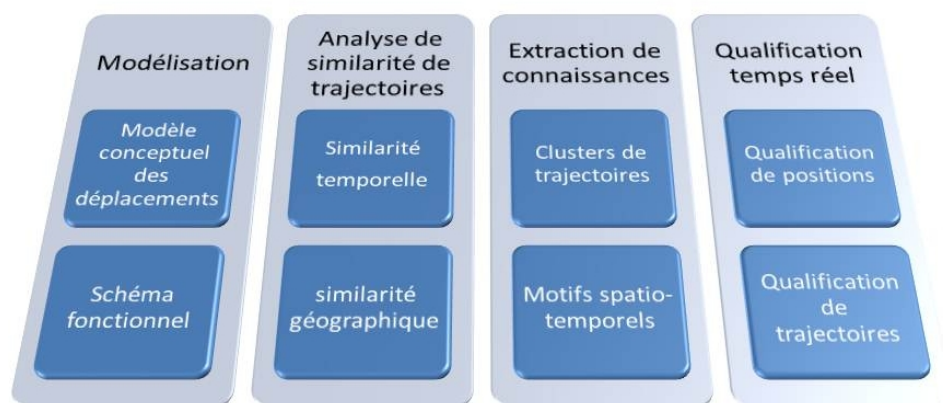 Modélisation
Modèle
conceptuel
des
déplacements
Schéma
fonctionnel
Analyse de
similarité de
trajectoires
Similarité
temporelle
similarité
géographique
Extraction de
connaissances
Clusters de
trajectoires
Motifs spatio-
temporels
Qualification
temps réel
Qualification
de positions
Qualification
de
trajectoires